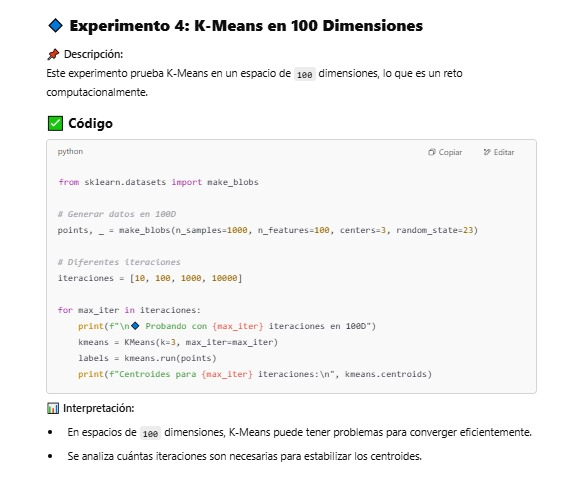 🔷 Experimento 4: K-Means en 100 Dimensiones
📌 Descripción:
Este experimento prueba K-Means en un espacio de 100 dimensiones, lo que es un reto
computacionalmente.
✅ Código
python Copiar Editar
from sklearn.datasets import make_blobs
# Generar datos en 100D
points, _ = make_blobs(n_samples=1000, n_features=100, centers=3, random_state=23)
# Diferentes iteraciones
iteraciones = [10, 100, 1000, 10000]
for max_iter in iteraciones:
    print(f"\n🔷 Probando con {max_iter} iteraciones en 100D")
    kmeans = KMeans(k=3, max_iter=max_iter)
    labels = kmeans.run(points)
    print(f"Centroides para {max_iter} iteraciones:\n", kmeans.centroids)
📊 Interpretación:
• En espacios de 100 dimensiones, K-Means puede tener problemas para converger eficientemente.
• Se analiza cuántas iteraciones son necesarias para estabilizar los centroides.